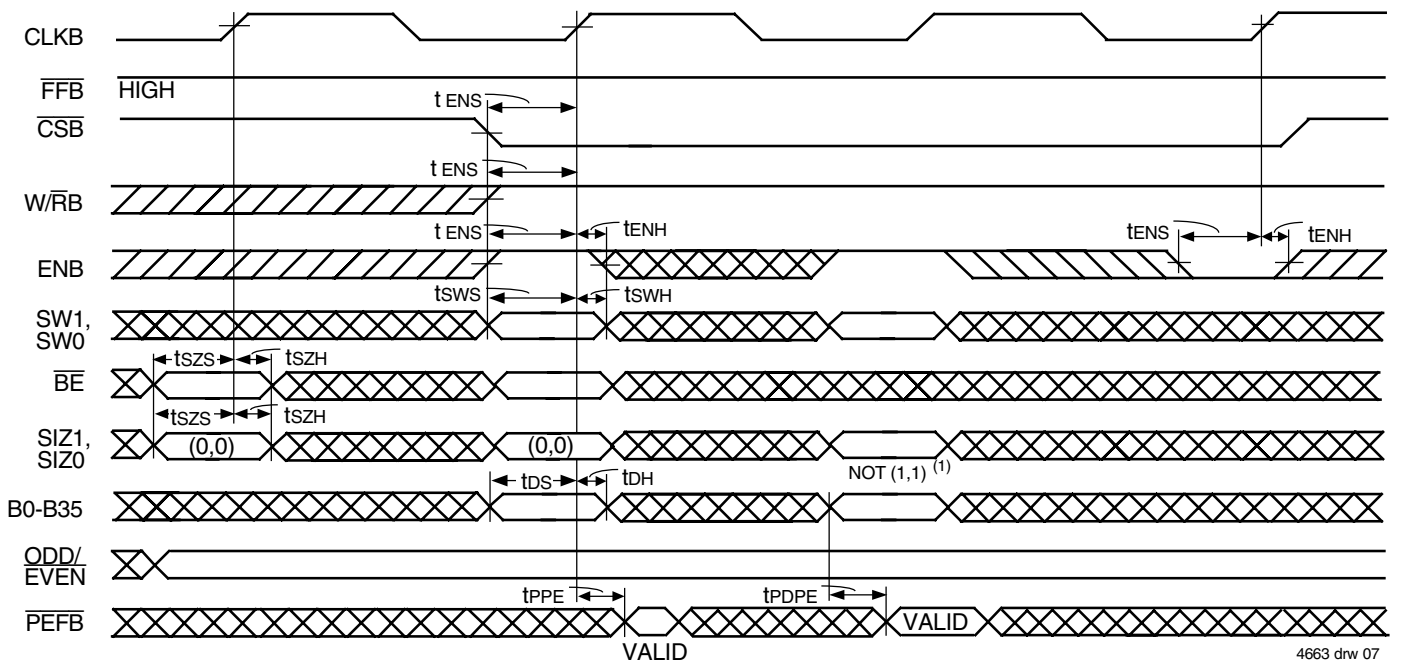 CLKB
FFB HIGH
t ENS
CSB
t ENS
W/RB
t ENS tENH tENS tENH
ENB
tSWS tSWH
SW1,
SW0
tSZS tSZH
BE
tSZS tSZH
SIZ1,
SIZ0
(0,0) (0,0)
NOT (1,1) (1)
tDS tDH
B0-B35
ODD/
EVEN
tPPE tPDPE
PEFB
VALID
VALID
4663 drw 07